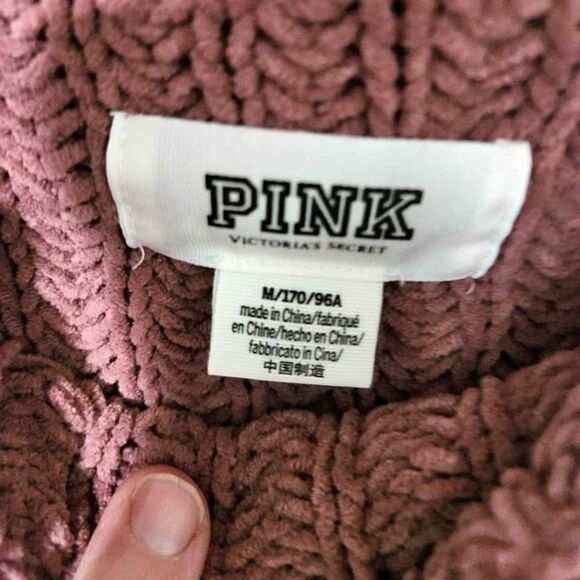 PINK
VICTORIA'S SECRET
M/170/96A
made in China/fabriqué
en Chine/hecho en China/
fabbricato in Cina/
中国制造